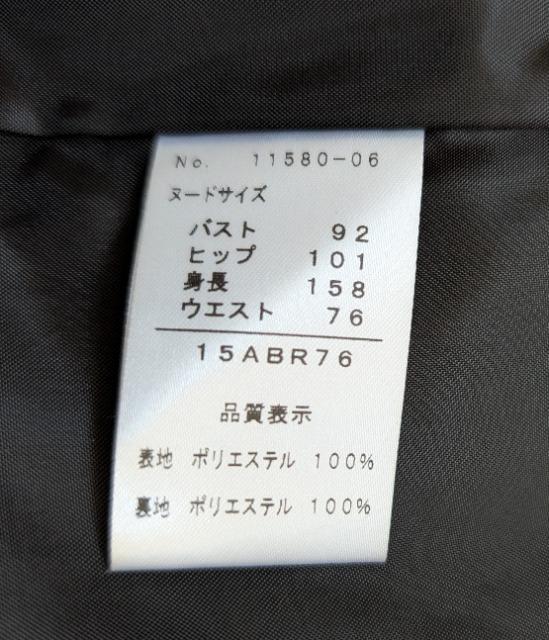 No. 11580-06
ヌードサイズ
バスト 92
ヒップ 101
身長 158
ウエスト 76
15ABR76
品質表示
表地 ポリエステル 100%
裏地 ポリエステル 100%